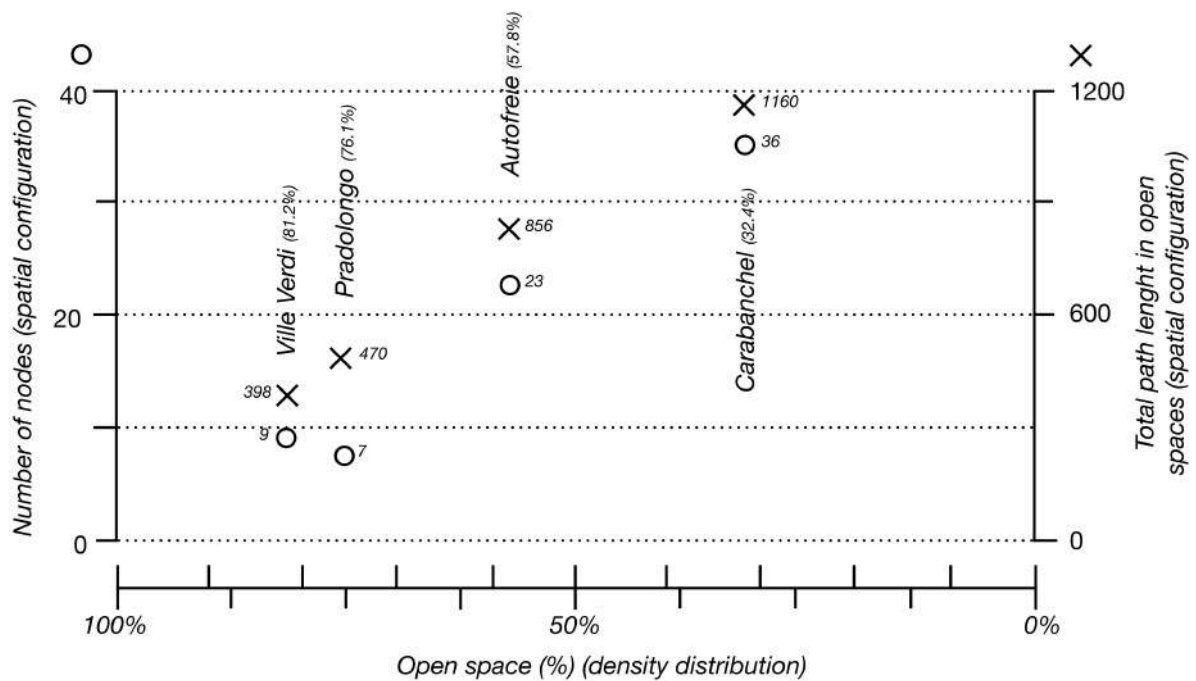 Number of nodes (spatial configuration)
40
20
0
Ville Verdi (81.2%)
398
9
Pradolongo (76.1%)
470
7
Autofreie (57.8%)
856
23
1160
36
Carabanchel (32.4%)
1200
600
0
Total path lenght in open
spaces (spatial configuration
100%
50%
0%
Open space (%) (density distribution)